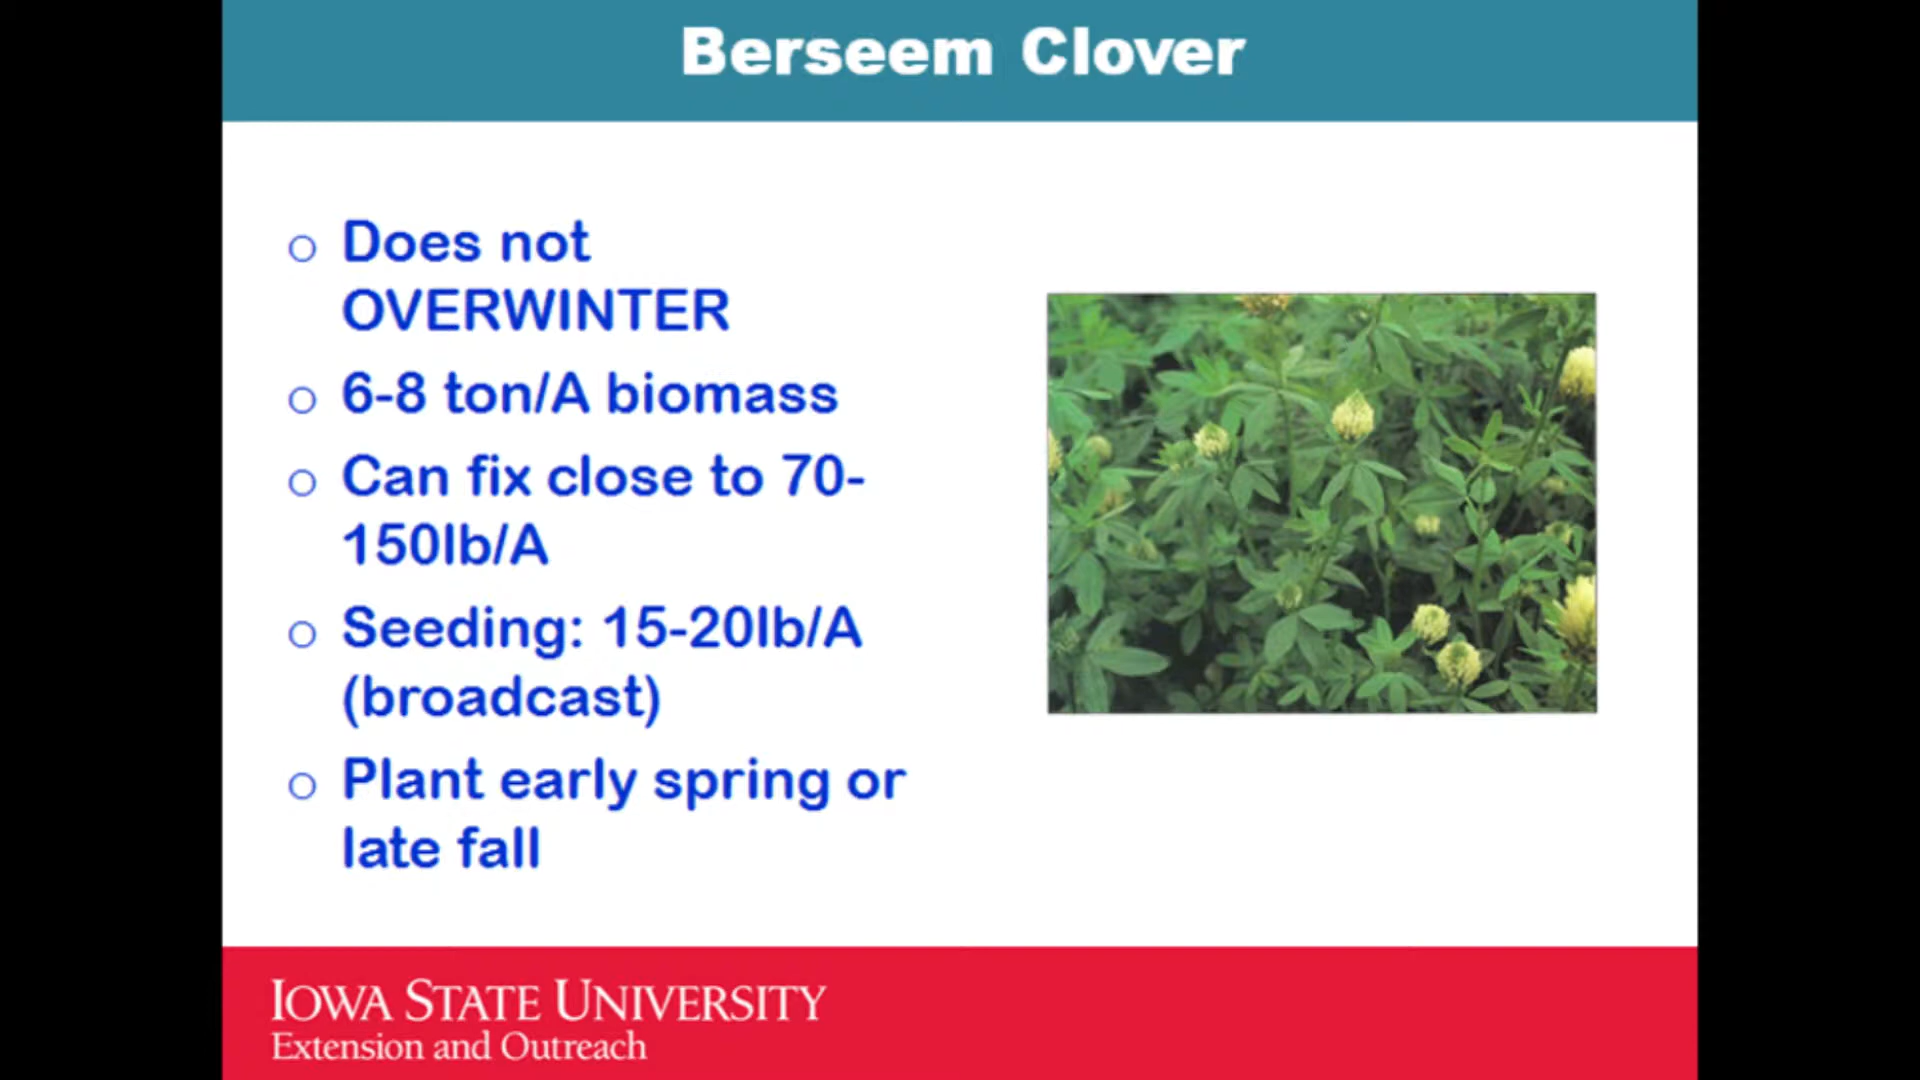 Berseem Clover
Does not
OVERWINTER
6-8 ton/A biomass
Can fix close to 70-
150lb/A
Seeding: 15-20lb/A
(broadcast)
Plant early spring or
late fall
IOWA STATE UNIVERSITY
Extension and Outreach